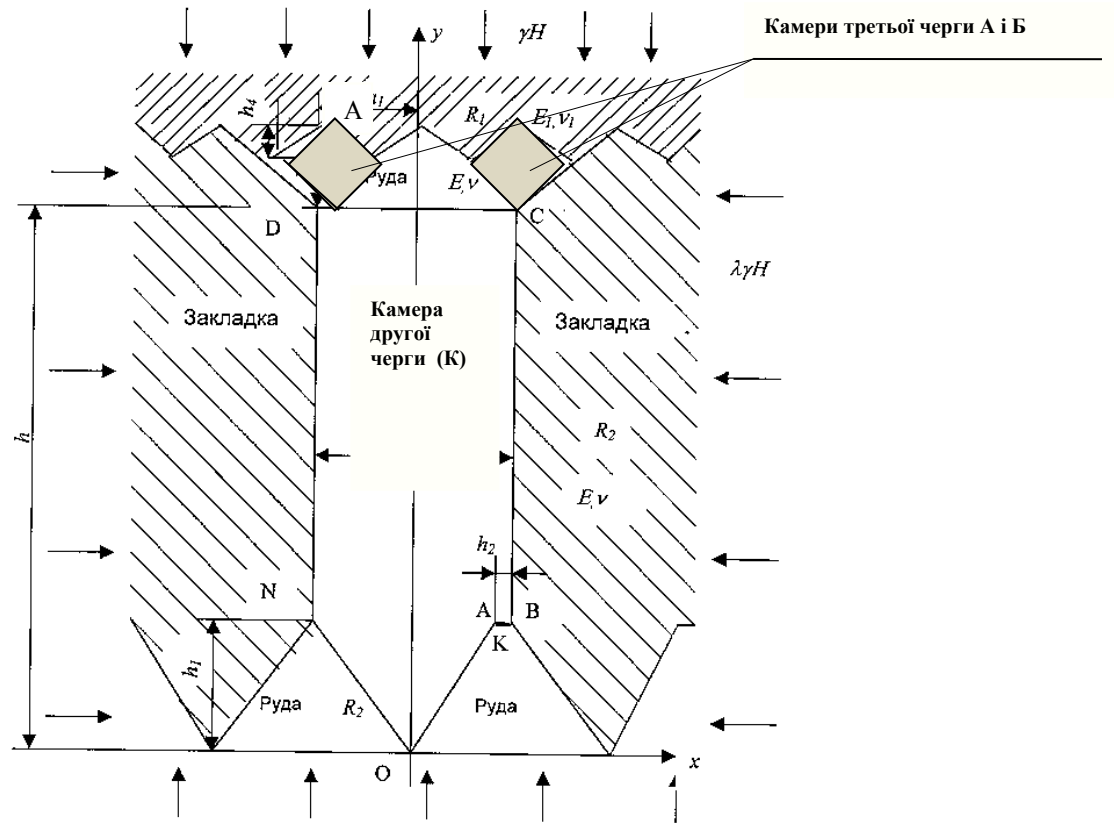 Камери третьої черги А і Б
y
γH
h₄
A
R₁
E₁,ν₁
Руда
E,ν
D
C
λγH
Закладка
Камера
другої
черги (К)
Закладка
h
R₂
E,ν
h₂
N
A
B
K
h₁
Руда
R₂
Руда
O
x